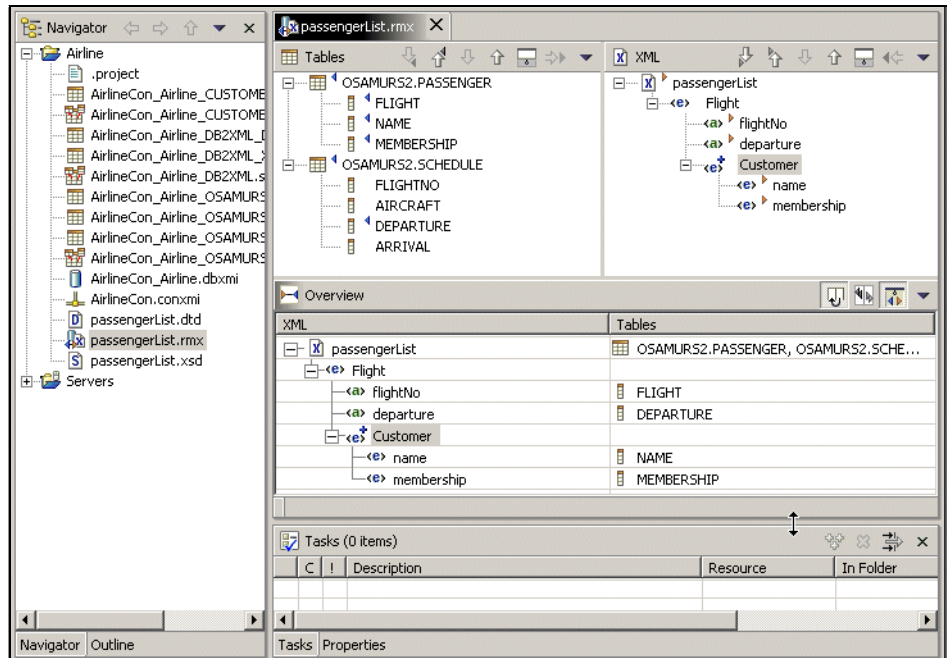 Navigator
Airline
.project
AirlineCon_Airline_CUSTOME
AirlineCon_Airline_CUSTOME
AirlineCon_Airline_DB2XML_
AirlineCon_Airline_DB2XML_
AirlineCon_Airline_DB2XML.s
AirlineCon_Airline_OSAMURS
AirlineCon_Airline_OSAMURS
AirlineCon_Airline_OSAMURS
AirlineCon_Airline_OSAMURS
AirlineCon_Airline.dbxmi
AirlineCon.conxmi
passengerList.dtd
passengerList.rmx
passengerList.xsd
Servers
Navigator Outline
passengerList.rmx
Tables
OSAMURS2.PASSENGER
FLIGHT
NAME
MEMBERSHIP
OSAMURS2.SCHEDULE
FLIGHTNO
AIRCRAFT
DEPARTURE
ARRIVAL
XML
passengerList
<e> Flight
<a> flightNo
<a> departure
<e> Customer
<e> name
<e> membership
Overview
XML Tables
passengerList OSAMURS2.PASSENGER, OSAMURS2.SCHE...
<e> Flight
<a> flightNo FLIGHT
<a> departure DEPARTURE
<e> Customer
<e> name NAME
<e> membership MEMBERSHIP
Tasks (0 items)
C ! Description Resource In Folder
Tasks Properties